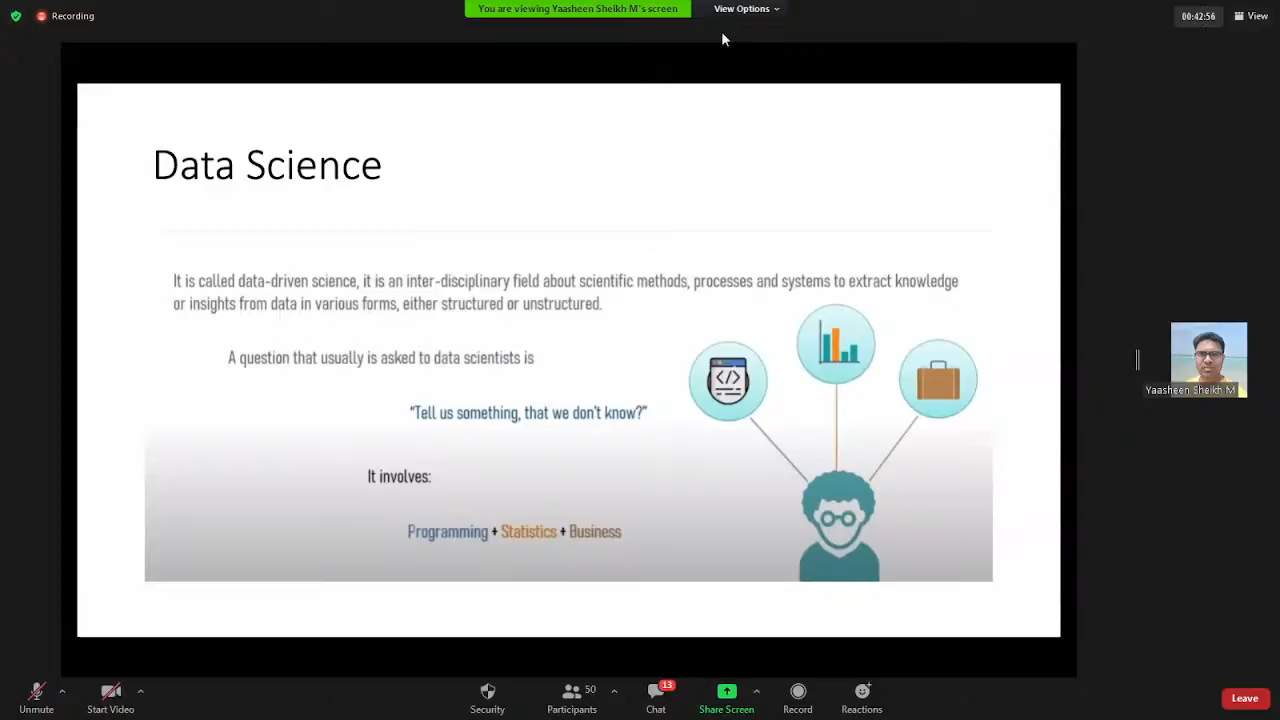 Recording
You are viewing Yaasheen Sheikh M's screen
View Options
00:42:56
View
Data Science
It is called data-driven science, it is an inter-disciplinary field about scientific methods, processes and systems to extract knowledge
or insights from data in various forms, either structured or unstructured.
A question that usually is asked to data scientists is
“Tell us something, that we don't know?”
It involves:
Programming + Statistics + Business
</>
Yaasheen Sheikh M
Unmute
Start Video
Security
50
Participants
13
Chat
Share Screen
Record
Reactions
Leave